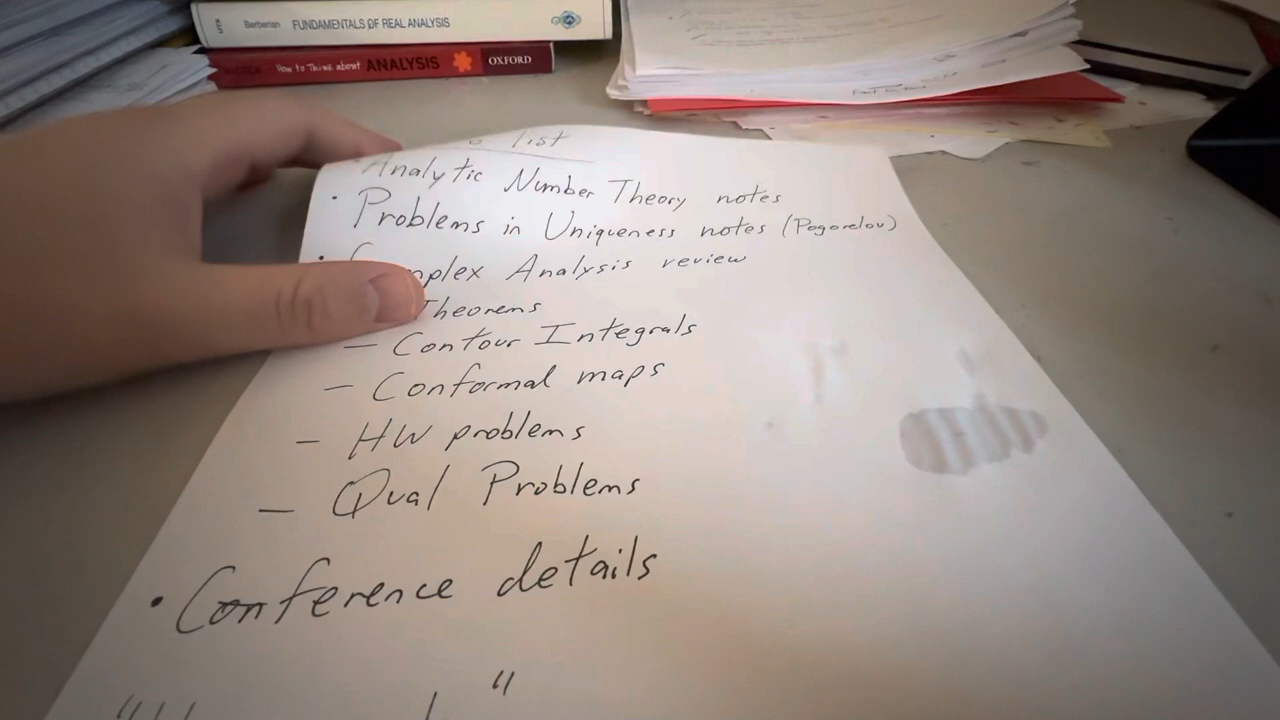 Berberian FUNDAMENTALS OF REAL ANALYSIS
How to Think about ANALYSIS OXFORD
list
Analytic Number Theory notes
• Problems in Uniqueness notes (Pogorelov)
• Complex Analysis review
Theorems
— Contour Integrals
— Conformal maps
— HW problems
— Qual Problems
• Conference details